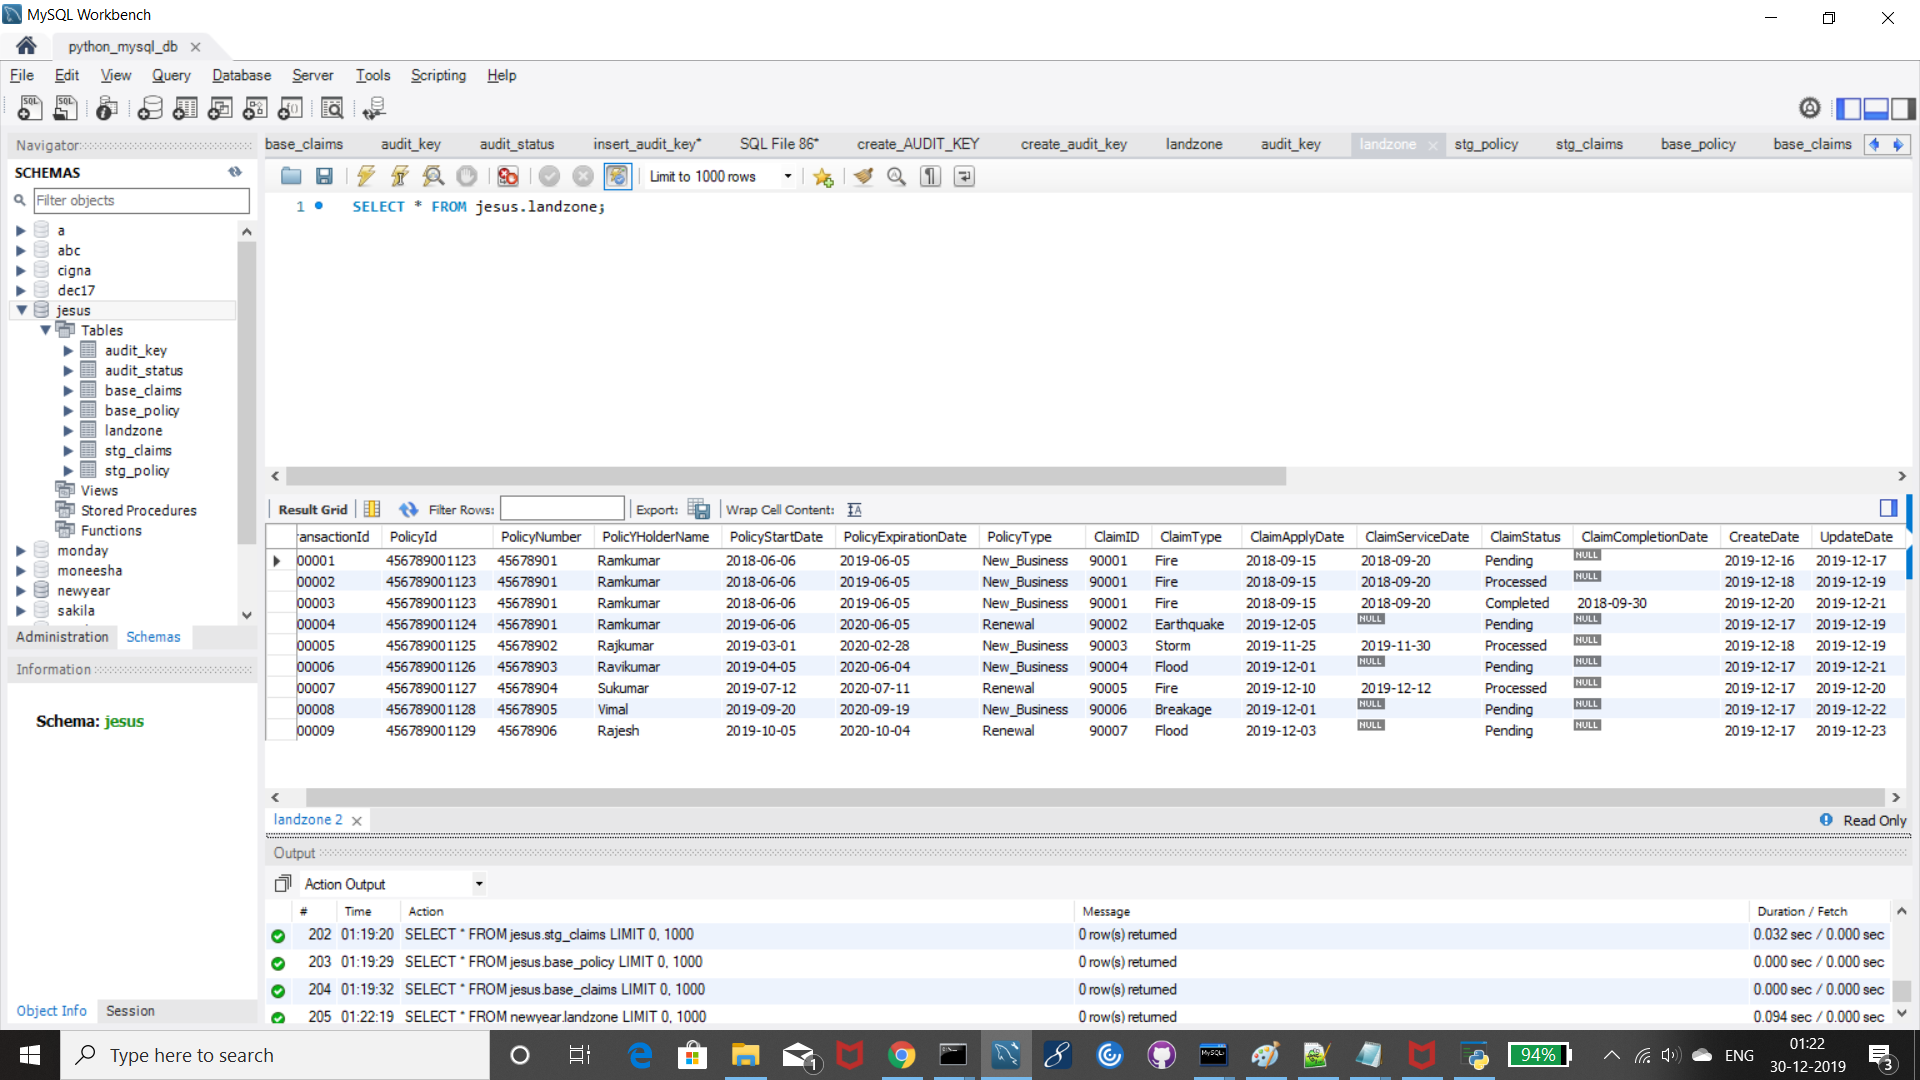 MySQL Workbench
python_mysql_db
File Edit View Query Database Server Tools Scripting Help
Navigator
base_claims audit_key audit_status insert_audit_key* SQL File 86* create_AUDIT_KEY create_audit_key landzone audit_key landzone stg_policy stg_claims base_policy base_claims
SCHEMAS
Limit to 1000 rows
Filter objects
1 SELECT * FROM jesus.landzone;
a
abc
cigna
dec17
jesus
Tables
audit_key
audit_status
base_claims
base_policy
landzone
stg_claims
stg_policy
Views
Stored Procedures
Functions
monday
moneesha
newyear
sakila
Administration Schemas
Information
Schema: jesus
Object Info Session
Result Grid Filter Rows: Export: Wrap Cell Content:
ransactionId PolicyId PolicyNumber PolicYHolderName PolicyStartDate PolicyExpirationDate PolicyType ClaimID ClaimType ClaimApplyDate ClaimServiceDate ClaimStatus ClaimCompletionDate CreateDate UpdateDate
00001 456789001123 45678901 Ramkumar 2018-06-06 2019-06-05 New_Business 90001 Fire 2018-09-15 2018-09-20 Pending NULL 2019-12-16 2019-12-17
00002 456789001123 45678901 Ramkumar 2018-06-06 2019-06-05 New_Business 90001 Fire 2018-09-15 2018-09-20 Processed NULL 2019-12-18 2019-12-19
00003 456789001123 45678901 Ramkumar 2018-06-06 2019-06-05 New_Business 90001 Fire 2018-09-15 2018-09-20 Completed 2018-09-30 2019-12-20 2019-12-21
00004 456789001124 45678901 Ramkumar 2019-06-06 2020-06-05 Renewal 90002 Earthquake 2019-12-05 NULL Pending NULL 2019-12-17 2019-12-19
00005 456789001125 45678902 Rajkumar 2019-03-01 2020-02-28 New_Business 90003 Storm 2019-11-25 2019-11-30 Processed NULL 2019-12-18 2019-12-19
00006 456789001126 45678903 Ravikumar 2019-04-05 2020-06-04 New_Business 90004 Flood 2019-12-01 NULL Pending NULL 2019-12-17 2019-12-21
00007 456789001127 45678904 Sukumar 2019-07-12 2020-07-11 Renewal 90005 Fire 2019-12-10 2019-12-12 Processed NULL 2019-12-17 2019-12-20
00008 456789001128 45678905 Vimal 2019-09-20 2020-09-19 New_Business 90006 Breakage 2019-12-01 NULL Pending NULL 2019-12-17 2019-12-22
00009 456789001129 45678906 Rajesh 2019-10-05 2020-10-04 Renewal 90007 Flood 2019-12-03 NULL Pending NULL 2019-12-17 2019-12-23
landzone 2 Read Only
Output
Action Output
# Time Action Message Duration / Fetch
202 01:19:20 SELECT * FROM jesus.stg_claims LIMIT 0, 1000 0 row(s) returned 0.032 sec / 0.000 sec
203 01:19:29 SELECT * FROM jesus.base_policy LIMIT 0, 1000 0 row(s) returned 0.000 sec / 0.000 sec
204 01:19:32 SELECT * FROM jesus.base_claims LIMIT 0, 1000 0 row(s) returned 0.000 sec / 0.000 sec
205 01:22:19 SELECT * FROM newyear.landzone LIMIT 0, 1000 0 row(s) returned 0.094 sec / 0.000 sec
Type here to search 1 94% ENG 01:22
30-12-2019 3